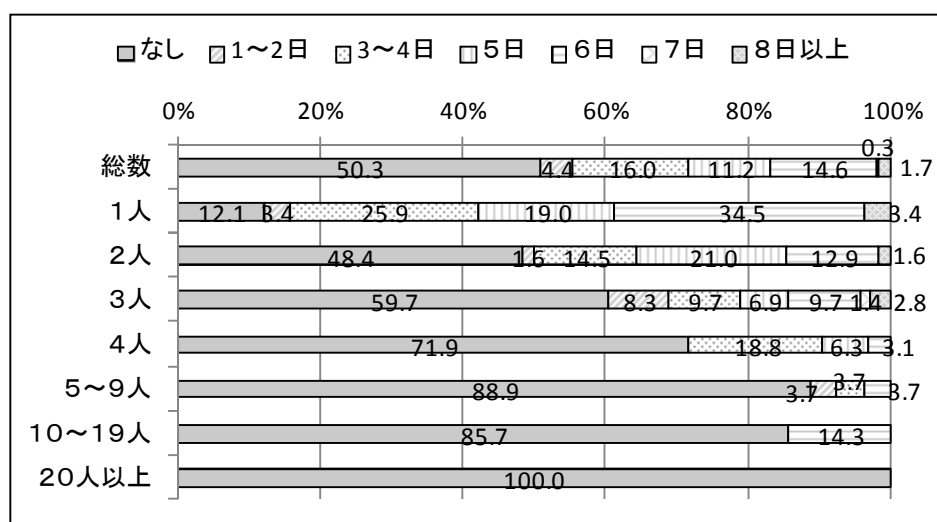 なし 1～2日 3～4日 5日 6日 7日 8日以上
0% 20% 40% 60% 80% 100%
総数 50.3 4.4 16.0 11.2 14.6 0.3 1.7
1人 12.1 3.4 25.9 19.0 34.5 3.4
2人 48.4 1.6 14.5 21.0 12.9 1.6
3人 59.7 8.3 9.7 6.9 9.7 1.4 2.8
4人 71.9 18.8 6.3 3.1
5～9人 88.9 3.7 3.7 3.7
10～19人 85.7 14.3
20人以上 100.0